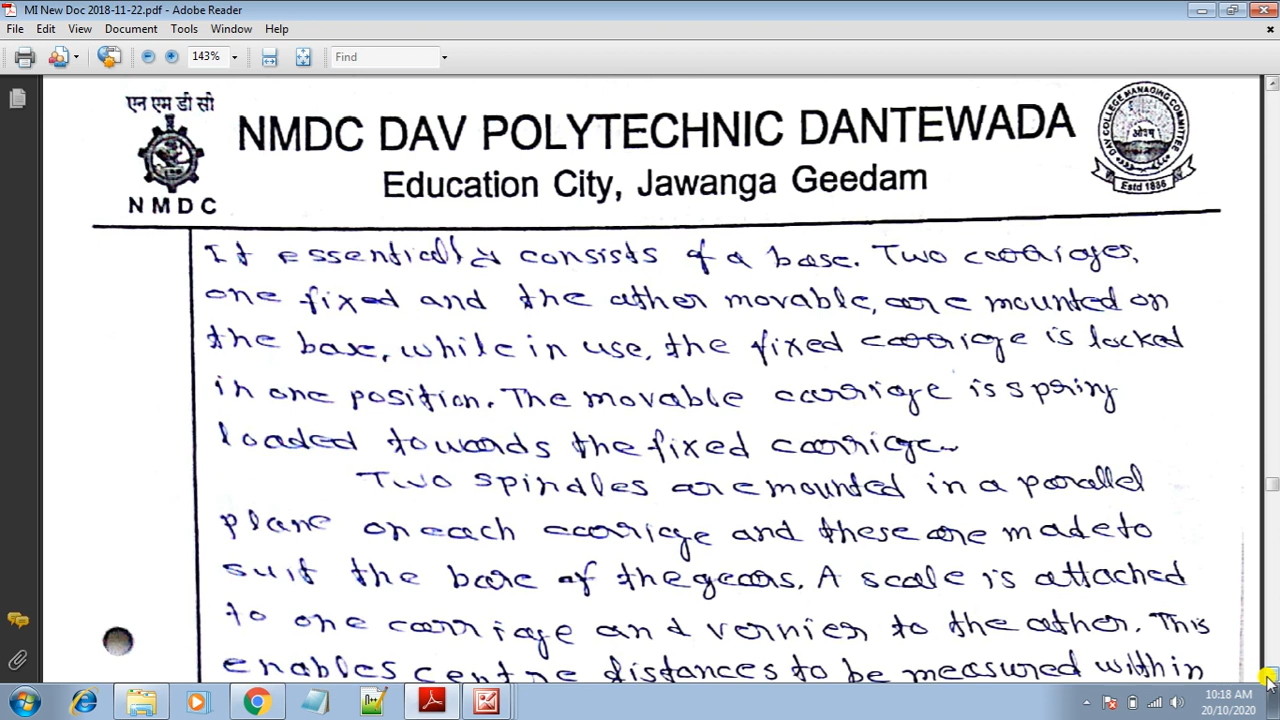 MI New Doc 2018-11-22.pdf - Adobe Reader
File Edit View Document Tools Window Help
143% Find
एन एम डी सी
NMDC DAV POLYTECHNIC DANTEWADA
Education City, Jawanga Geedam
NMDC
DAV COLLEGE MANAGING COMMITTEE
ओ३म्
Estd 1886
It essentially consists of a base. Two carriages,
one fixed and the other movable, are mounted on
the base, while in use, the fixed carriage is locked
in one position. The movable carriage is spring
loaded towards the fixed carriage.
Two spindles are mounted in a parallel
plane on each carriage and these are made to
suit the bore of the gears. A scale is attached
to one carriage and vernier to the other. This
enables centre distances to be measured within
10:18 AM
20/10/2020